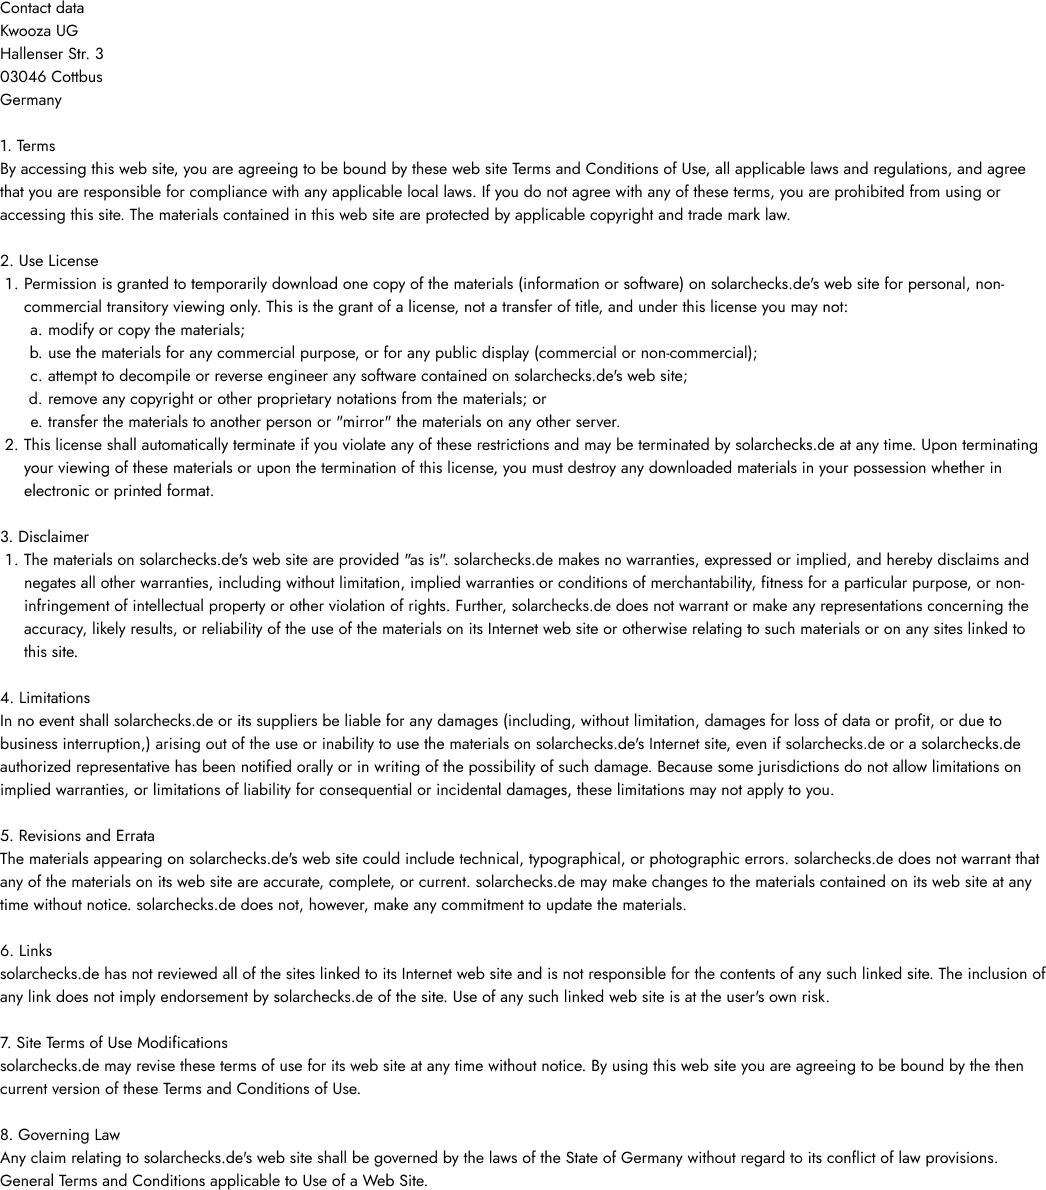 Contact data
Kwooza UG
Hallenser Str. 3
03046 Cottbus
Germany
1. Terms
By accessing this web site, you are agreeing to be bound by these web site Terms and Conditions of Use, all applicable laws and regulations, and agree
that you are responsible for compliance with any applicable local laws. If you do not agree with any of these terms, you are prohibited from using or
accessing this site. The materials contained in this web site are protected by applicable copyright and trade mark law.
2. Use License
1. Permission is granted to temporarily download one copy of the materials (information or software) on solarchecks.de's web site for personal, non-
commercial transitory viewing only. This is the grant of a license, not a transfer of title, and under this license you may not:
a. modify or copy the materials;
b. use the materials for any commercial purpose, or for any public display (commercial or non-commercial);
c. attempt to decompile or reverse engineer any software contained on solarchecks.de's web site;
d. remove any copyright or other proprietary notations from the materials; or
e. transfer the materials to another person or "mirror" the materials on any other server.
2. This license shall automatically terminate if you violate any of these restrictions and may be terminated by solarchecks.de at any time. Upon terminating
your viewing of these materials or upon the termination of this license, you must destroy any downloaded materials in your possession whether in
electronic or printed format.
3. Disclaimer
1. The materials on solarchecks.de's web site are provided "as is". solarchecks.de makes no warranties, expressed or implied, and hereby disclaims and
negates all other warranties, including without limitation, implied warranties or conditions of merchantability, fitness for a particular purpose, or non-
infringement of intellectual property or other violation of rights. Further, solarchecks.de does not warrant or make any representations concerning the
accuracy, likely results, or reliability of the use of the materials on its Internet web site or otherwise relating to such materials or on any sites linked to
this site.
4. Limitations
In no event shall solarchecks.de or its suppliers be liable for any damages (including, without limitation, damages for loss of data or profit, or due to
business interruption,) arising out of the use or inability to use the materials on solarchecks.de's Internet site, even if solarchecks.de or a solarchecks.de
authorized representative has been notified orally or in writing of the possibility of such damage. Because some jurisdictions do not allow limitations on
implied warranties, or limitations of liability for consequential or incidental damages, these limitations may not apply to you.
5. Revisions and Errata
The materials appearing on solarchecks.de's web site could include technical, typographical, or photographic errors. solarchecks.de does not warrant that
any of the materials on its web site are accurate, complete, or current. solarchecks.de may make changes to the materials contained on its web site at any
time without notice. solarchecks.de does not, however, make any commitment to update the materials.
6. Links
solarchecks.de has not reviewed all of the sites linked to its Internet web site and is not responsible for the contents of any such linked site. The inclusion of
any link does not imply endorsement by solarchecks.de of the site. Use of any such linked web site is at the user's own risk.
7. Site Terms of Use Modifications
solarchecks.de may revise these terms of use for its web site at any time without notice. By using this web site you are agreeing to be bound by the then
current version of these Terms and Conditions of Use.
8. Governing Law
Any claim relating to solarchecks.de's web site shall be governed by the laws of the State of Germany without regard to its conflict of law provisions.
General Terms and Conditions applicable to Use of a Web Site.